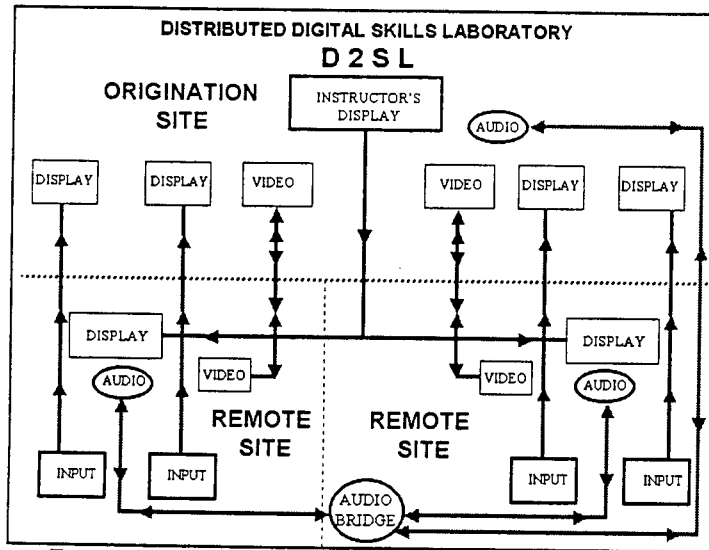 DISTRIBUTED DIGITAL SKILLS LABORATORY
D 2 S L
ORIGINATION
SITE
INSTRUCTOR'S
DISPLAY
AUDIO
DISPLAY
DISPLAY
VIDEO
VIDEO
DISPLAY
DISPLAY
DISPLAY
DISPLAY
AUDIO
VIDEO
VIDEO
AUDIO
REMOTE
SITE
REMOTE
SITE
INPUT
INPUT
INPUT
INPUT
AUDIO
BRIDGE